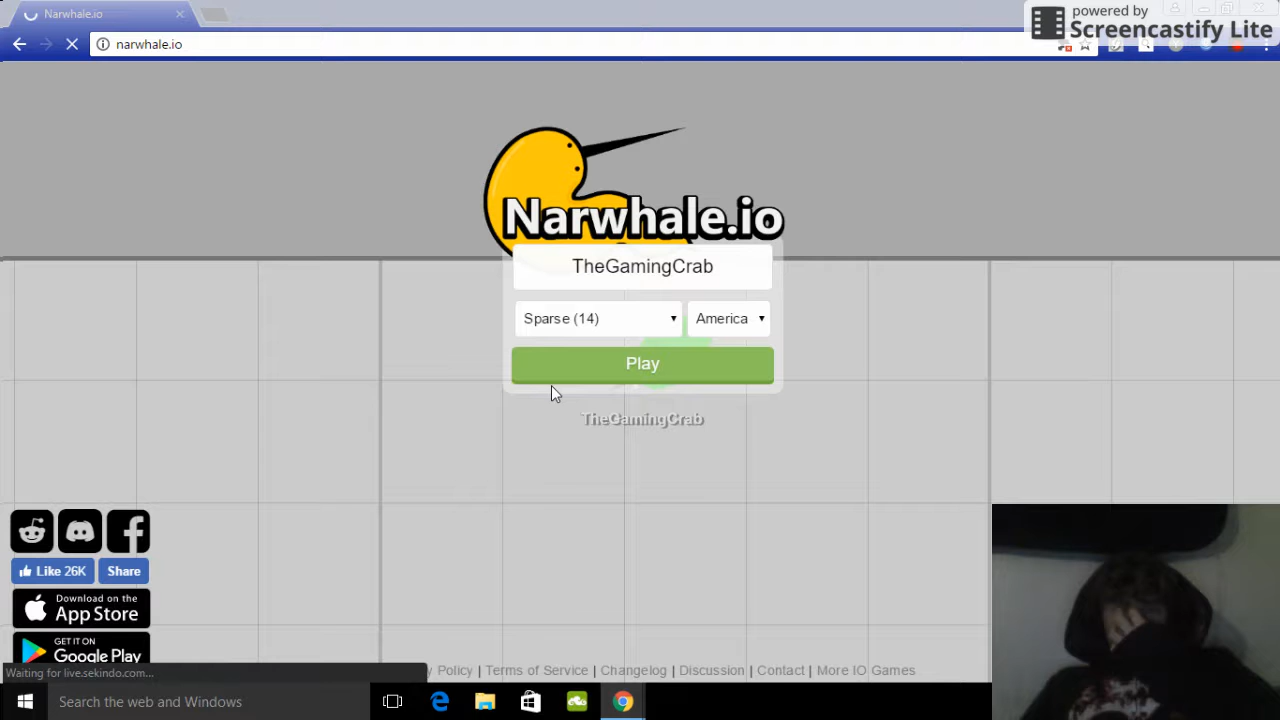 Narwhale.io
powered by
Screencastify Lite
narwhale.io
Narwhale.io
TheGamingCrab
Sparse (14)
America
Play
TheGamingCrab
Like 26K
Share
Download on the
App Store
GET IT ON
Google Play
Waiting for live.sekindo.com...
Policy | Terms of Service | Changelog | Discussion | Contact | More IO Games
Search the web and Windows